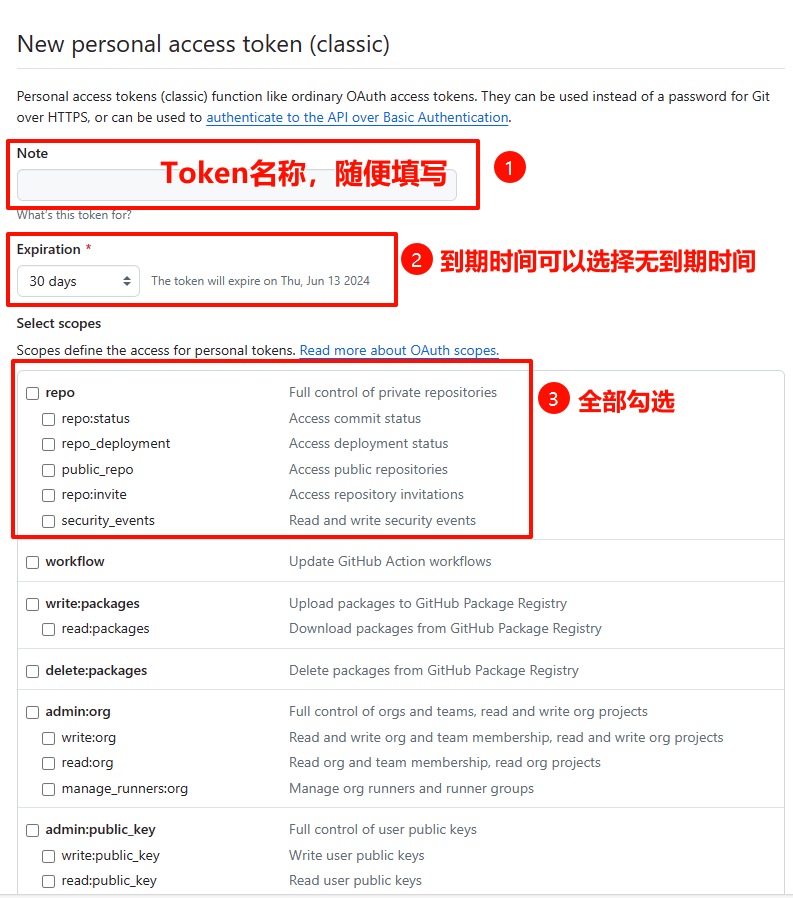 New personal access token (classic)
Personal access tokens (classic) function like ordinary OAuth access tokens. They can be used instead of a password for Git
over HTTPS, or can be used to authenticate to the API over Basic Authentication.
Note
Token名称，随便填写
1
What's this token for?
Expiration *
2 到期时间可以选择无到期时间
30 days The token will expire on Thu, Jun 13 2024
Select scopes
Scopes define the access for personal tokens. Read more about OAuth scopes.
repo Full control of private repositories
3 全部勾选
repo:status Access commit status
repo_deployment Access deployment status
public_repo Access public repositories
repo:invite Access repository invitations
security_events Read and write security events
workflow Update GitHub Action workflows
write:packages Upload packages to GitHub Package Registry
read:packages Download packages from GitHub Package Registry
delete:packages Delete packages from GitHub Package Registry
admin:org Full control of orgs and teams, read and write org projects
write:org Read and write org and team membership, read and write org projects
read:org Read org and team membership, read org projects
manage_runners:org Manage org runners and runner groups
admin:public_key Full control of user public keys
write:public_key Write user public keys
read:public_key Read user public keys